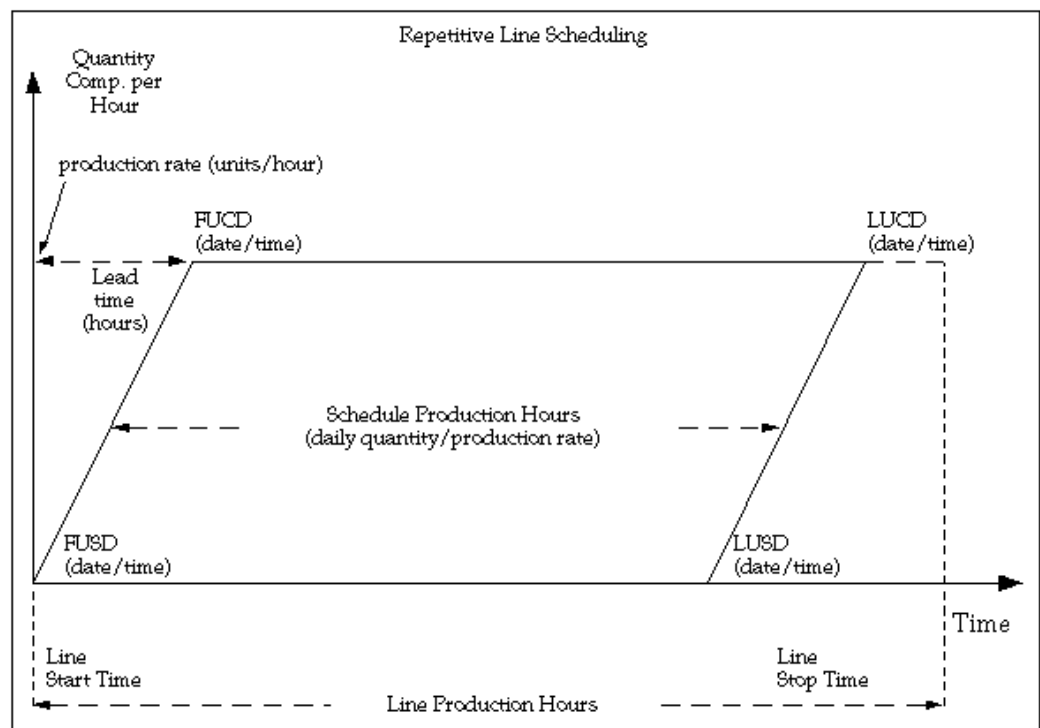 Repetitive Line Scheduling
Quantity
Comp. per
Hour
production rate (units/hour)
FUCD
(date/time)
LUCD
(date/time)
Lead
time
(hours)
Schedule Production Hours
(daily quantity/production rate)
FUSD
(date/time)
LUSD
(date/time)
Time
Line
Start Time
Line
Stop Time
Line Production Hours